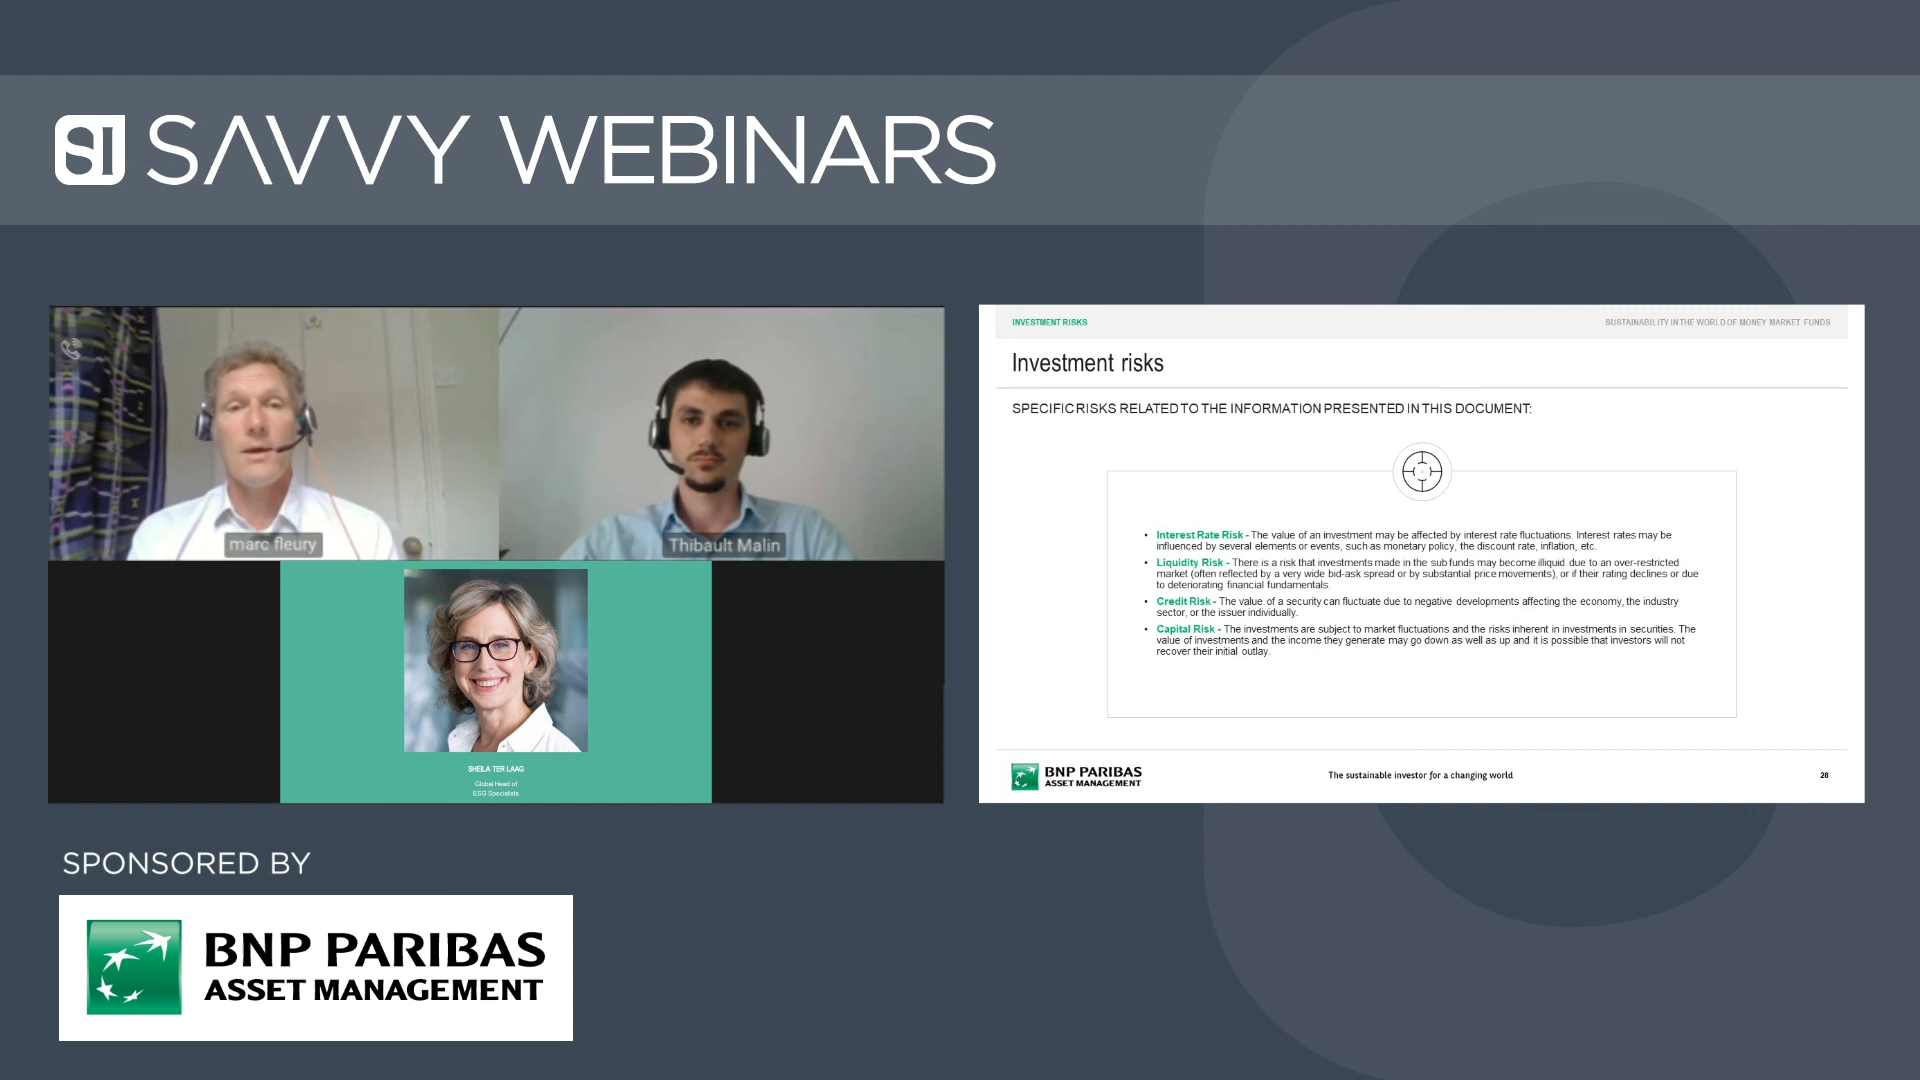 SI SAVVY WEBINARS
marc fleury
Thibault Malin
SHEILA TER LAAG
Global Head of
ESG Specialists
INVESTMENT RISKS
SUSTAINABILITY IN THE WORLD OF MONEY MARKET FUNDS
Investment risks
SPECIFIC RISKS RELATED TO THE INFORMATION PRESENTED IN THIS DOCUMENT:
• Interest Rate Risk - The value of an investment may be affected by interest rate fluctuations. Interest rates may be
influenced by several elements or events, such as monetary policy, the discount rate, inflation, etc.
• Liquidity Risk - There is a risk that investments made in the sub funds may become illiquid due to an over-restricted
market (often reflected by a very wide bid-ask spread or by substantial price movements), or if their rating declines or due
to deteriorating financial fundamentals.
• Credit Risk - The value of a security can fluctuate due to negative developments affecting the economy, the industry
sector, or the issuer individually.
• Capital Risk - The investments are subject to market fluctuations and the risks inherent in investments in securities. The
value of investments and the income they generate may go down as well as up and it is possible that investors will not
recover their initial outlay.
BNP PARIBAS
ASSET MANAGEMENT
The sustainable investor for a changing world
28
SPONSORED BY
BNP PARIBAS
ASSET MANAGEMENT